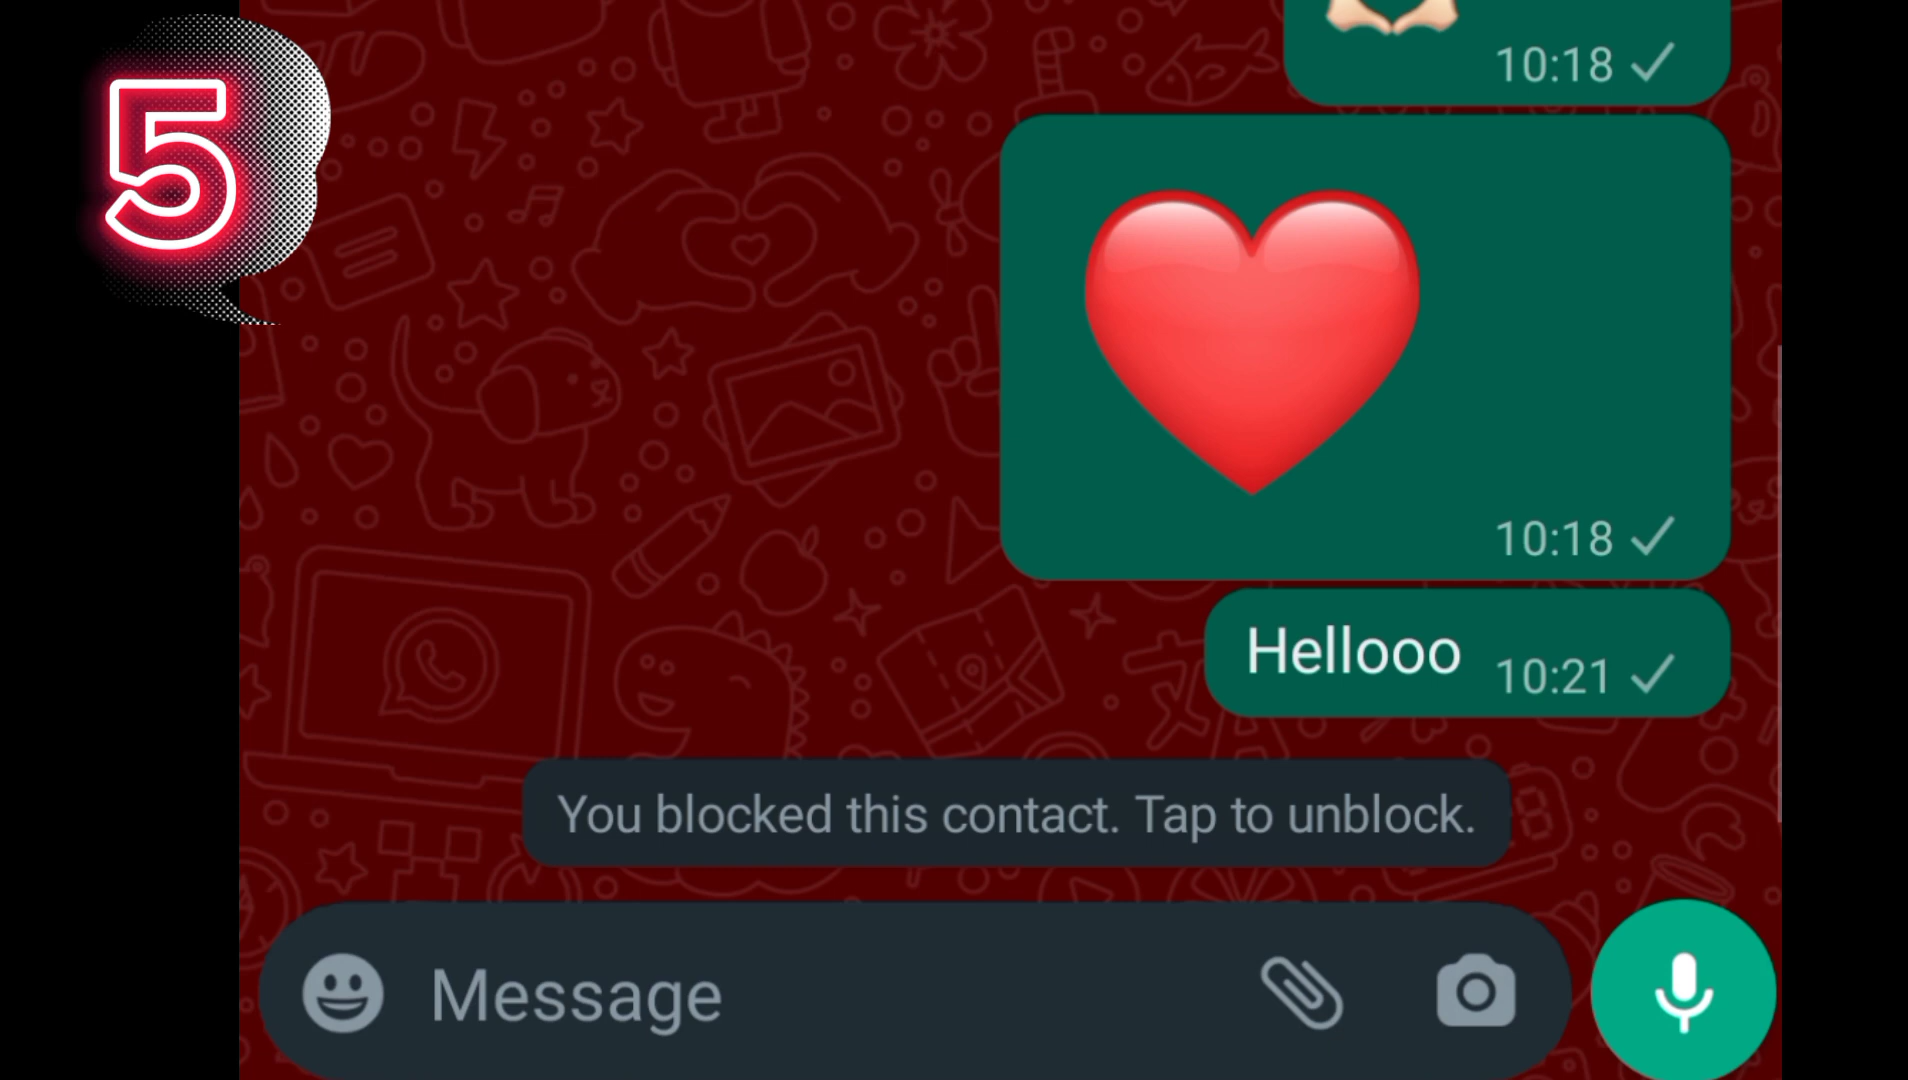 5
10:18
10:18
Hellooo 10:21
You blocked this contact. Tap to unblock.
Message